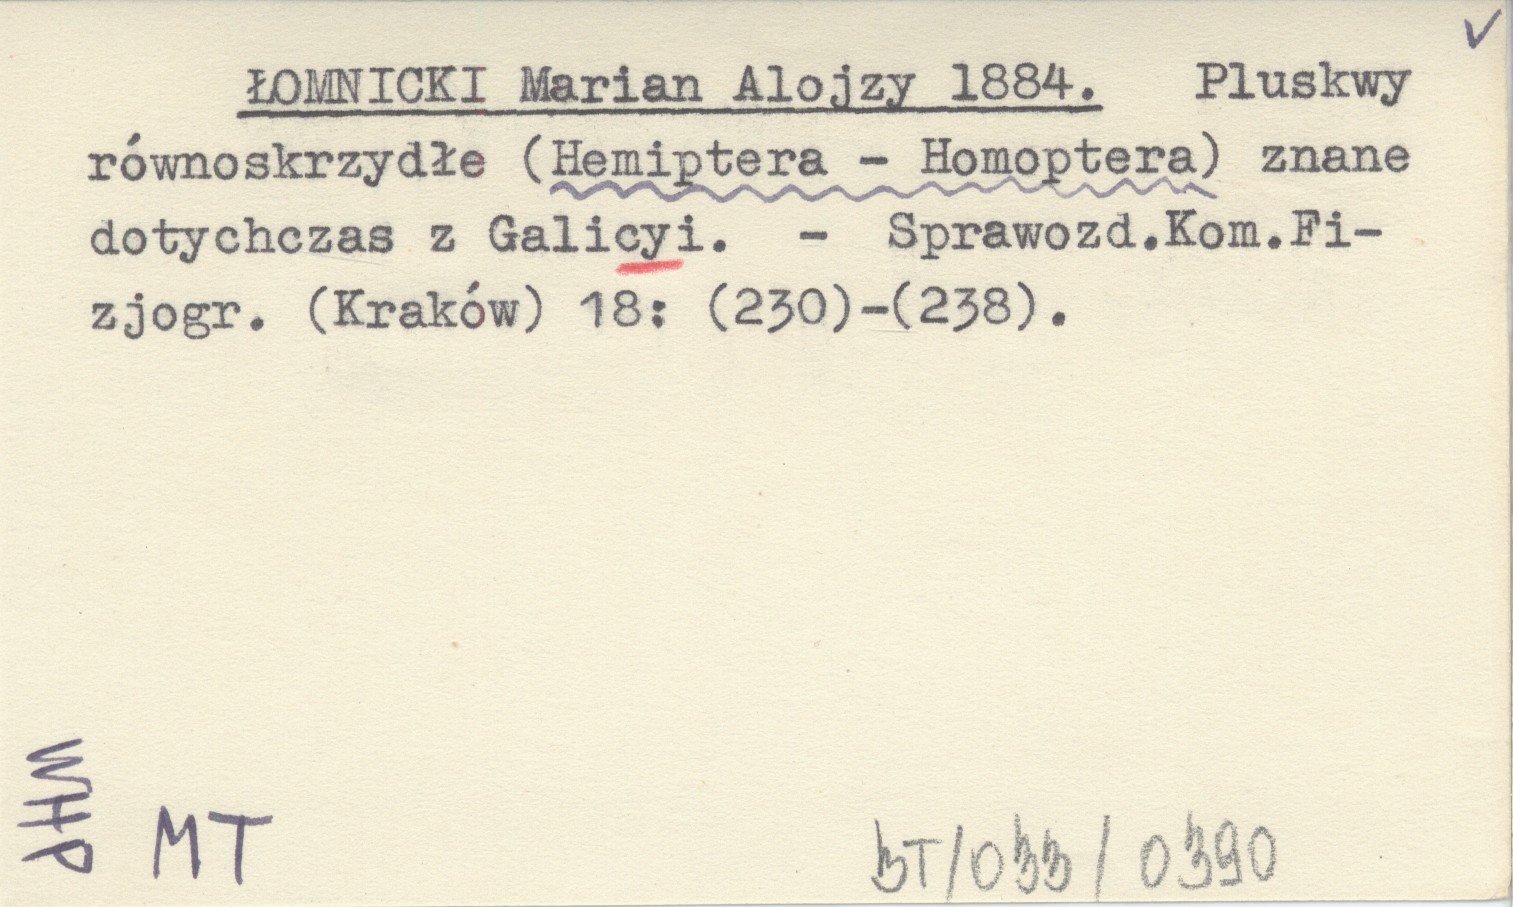 ŁOMNICKI Marian Alojzy 1884. Pluskwy
równoskrzydłe (Hemiptera - Homoptera) znane
dotychczas z Galicyi. - Sprawozd.Kom.Fi-
zjogr. (Kraków) 18: (230)-(238).
WHP
MT
BT/033/0390